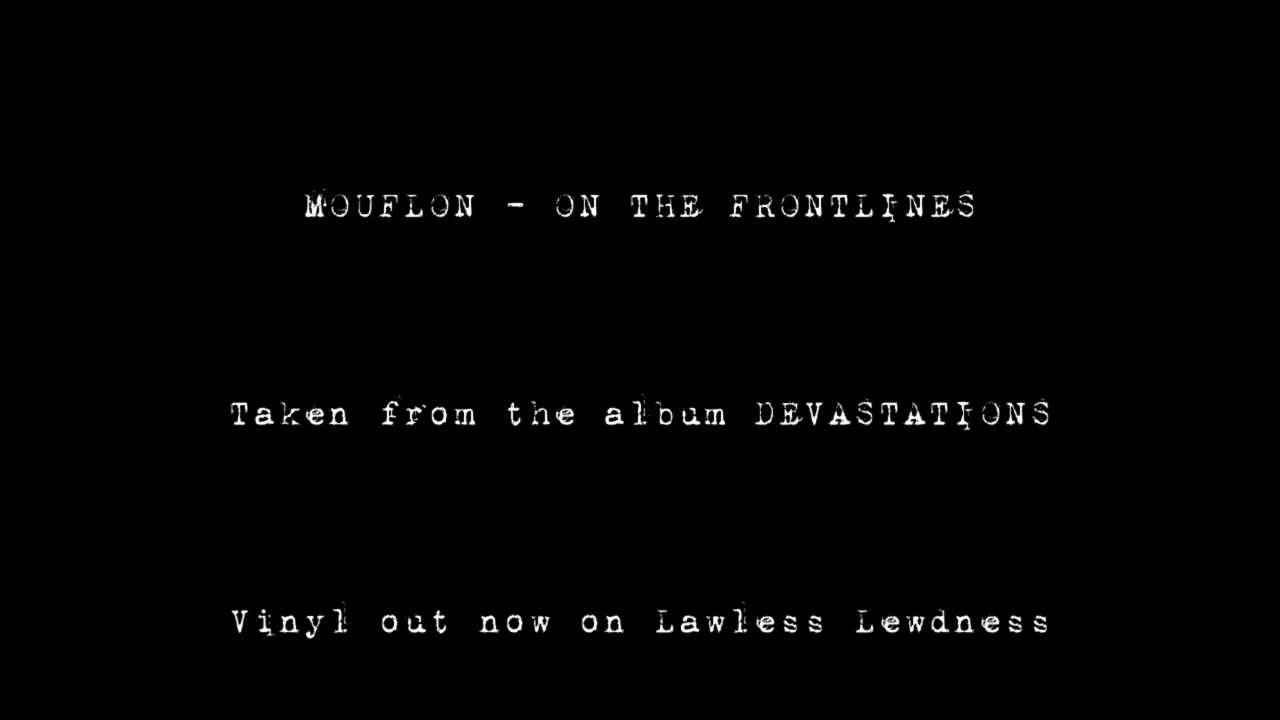 MOUFLON - ON THE FRONTLINES
Taken from the album DEVASTATIONS
Vinyl out now on Lawless Lewdness